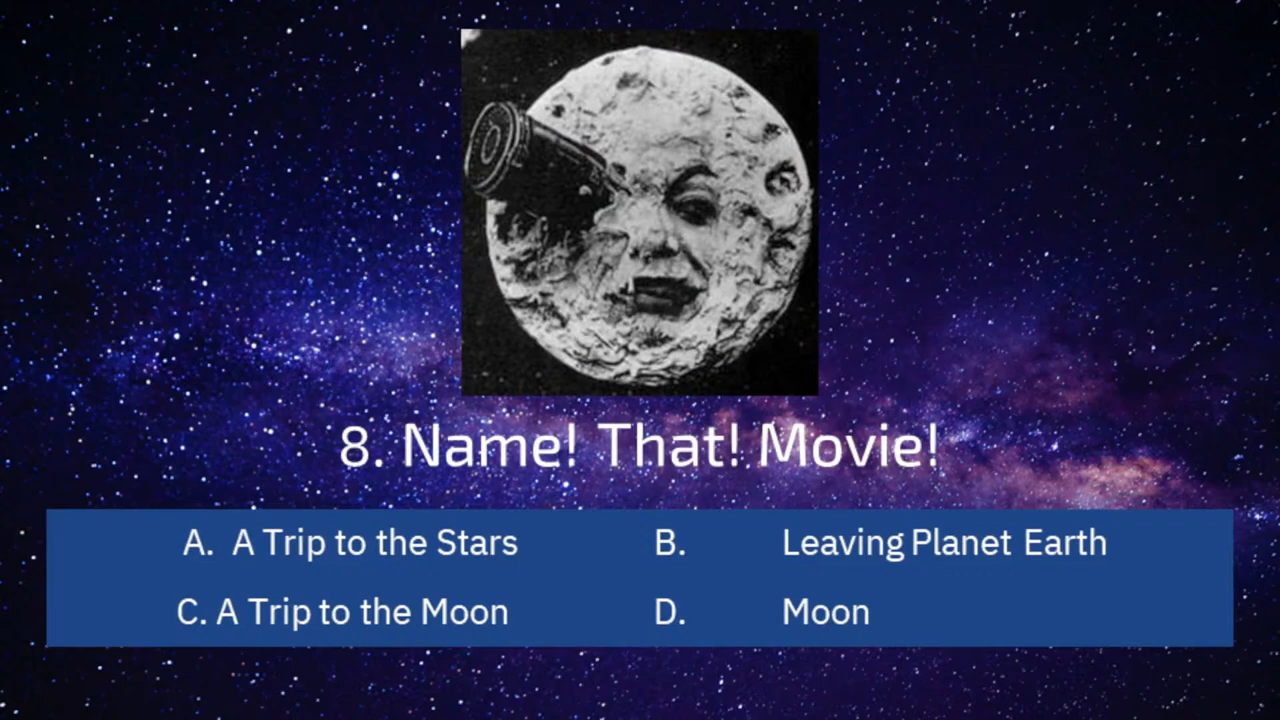 8. Name! That! Movie!
A. A Trip to the Stars B. Leaving Planet Earth
C. A Trip to the Moon D. Moon